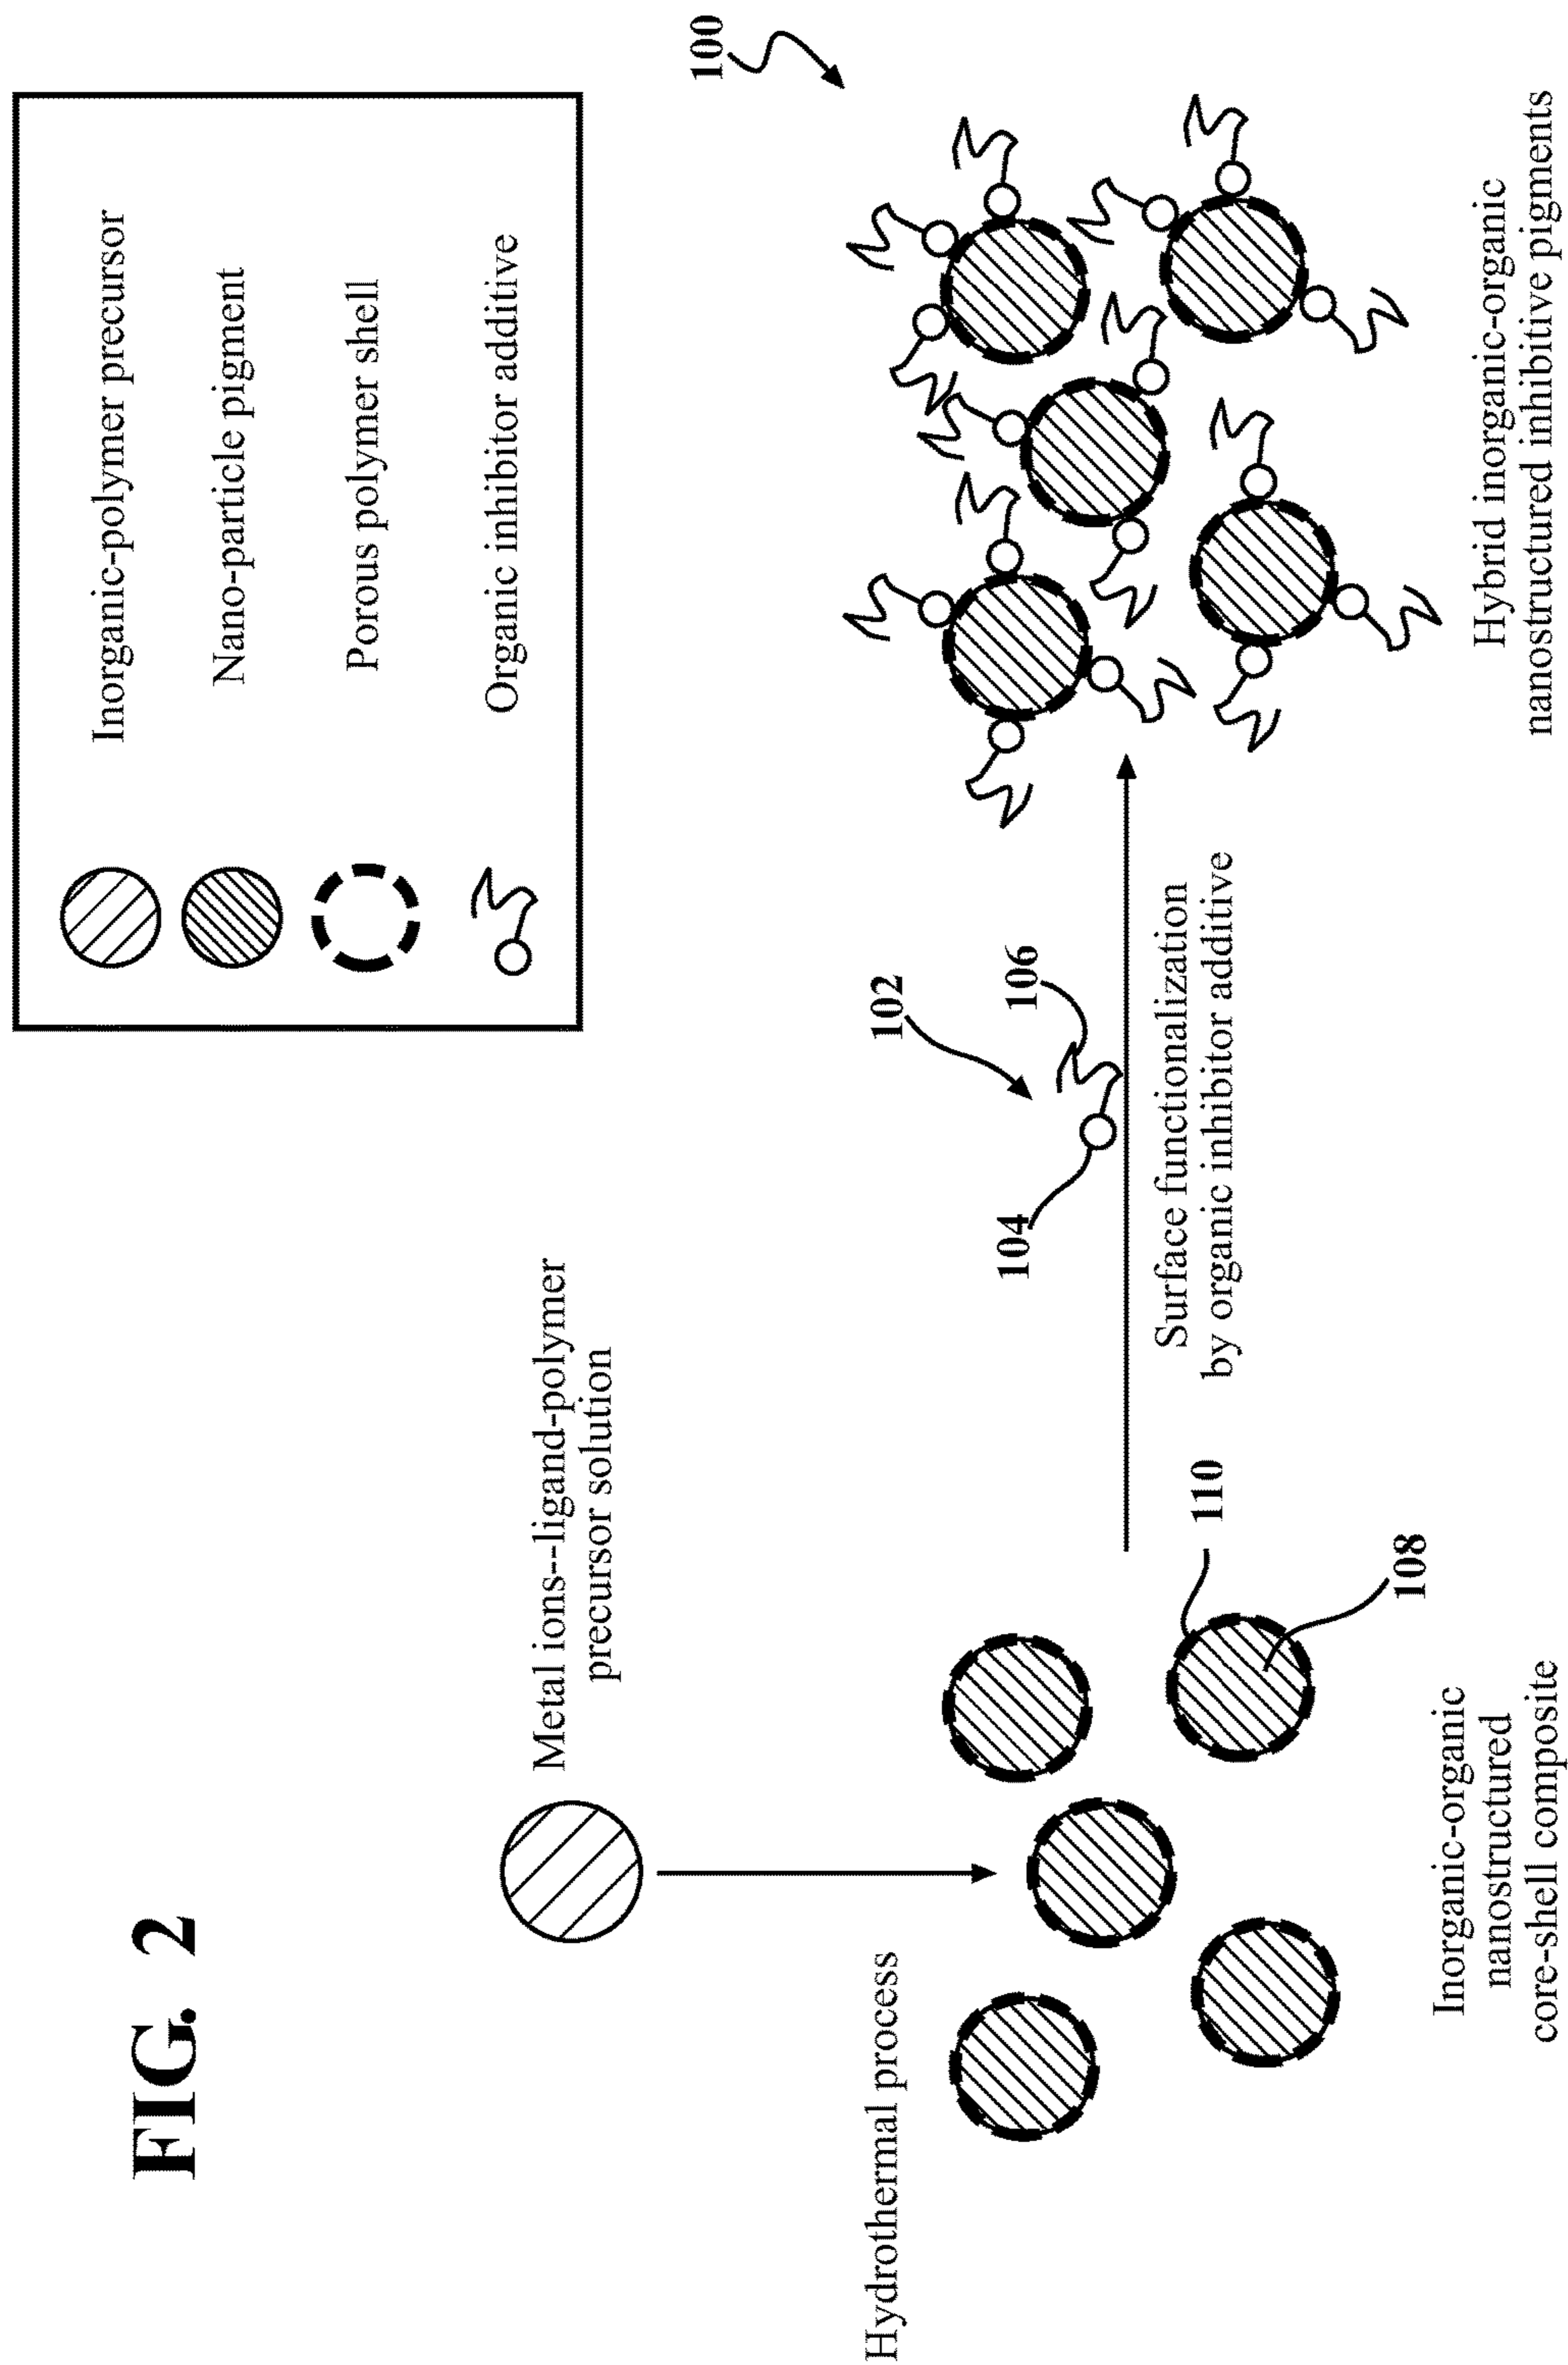 FIG. 2
Inorganic-polymer precursor
Nano-particle pigment
Porous polymer shell
Organic inhibitor additive
Metal ions--ligand-polymer
precursor solution
Hydrothermal process
100
102
106
104
Surface functionalization
by organic inhibitor additive
110
108
Inorganic-organic
nanostructured
core-shell composite
Hybrid inorganic-organic
nanostructured inhibitive pigments